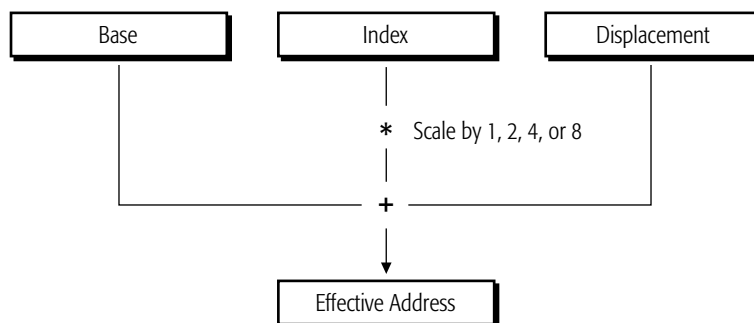 Base
Index
Displacement
* Scale by 1, 2, 4, or 8
+
Effective Address